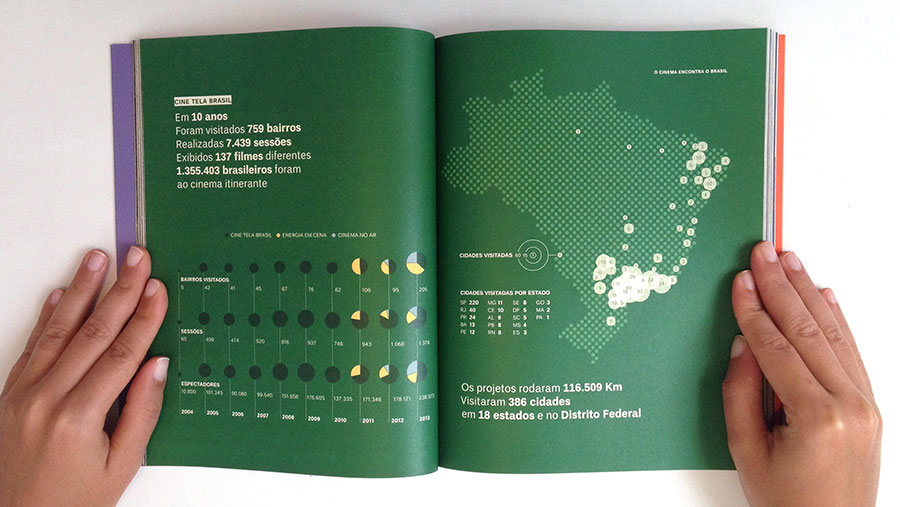 CINE TELA BRASIL
Em 10 anos
Foram visitados 759 bairros
Realizadas 7.439 sessões
Exibidos 137 filmes diferentes
1.355.403 brasileiros foram
ao cinema itinerante
CINE TELA BRASIL ENERGIA EM CENA CINEMA NO AR
BAIRROS VISITADOS
42 41 45 67 76 62 106 95 205
SESSÕES
60 499 474 520 816 937 746 943 1.068 1.376
ESPECTADORES
10.800 101.345 90.080 99.540 151.658 116.605 137.335 171.346 178.121
2004 2005 2006 2007 2008 2009 2010 2011 2012 2013
O CINEMA ENCONTRA O BRASIL
CIDADES VISITADAS 60 15 1
CIDADES VISITADAS POR ESTADO
SP 220 MG 11 SE 8 GO 3
RJ 40 CE 10 DF 5 MA 2
PR 24 AL 9 SC 5 PA 1
BA 13 PB 8 MS 4
PE 12 RN 8 ES 3
Os projetos rodaram 116.509 Km
Visitaram 386 cidades
em 18 estados e no Distrito Federal